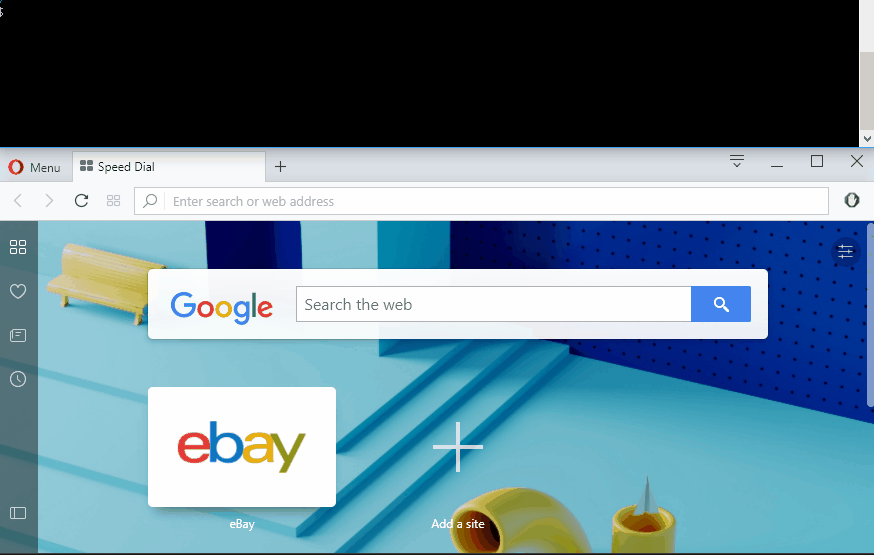 $
Menu
Speed Dial
Enter search or web address
Google
Search the web
ebay
eBay
Add a site